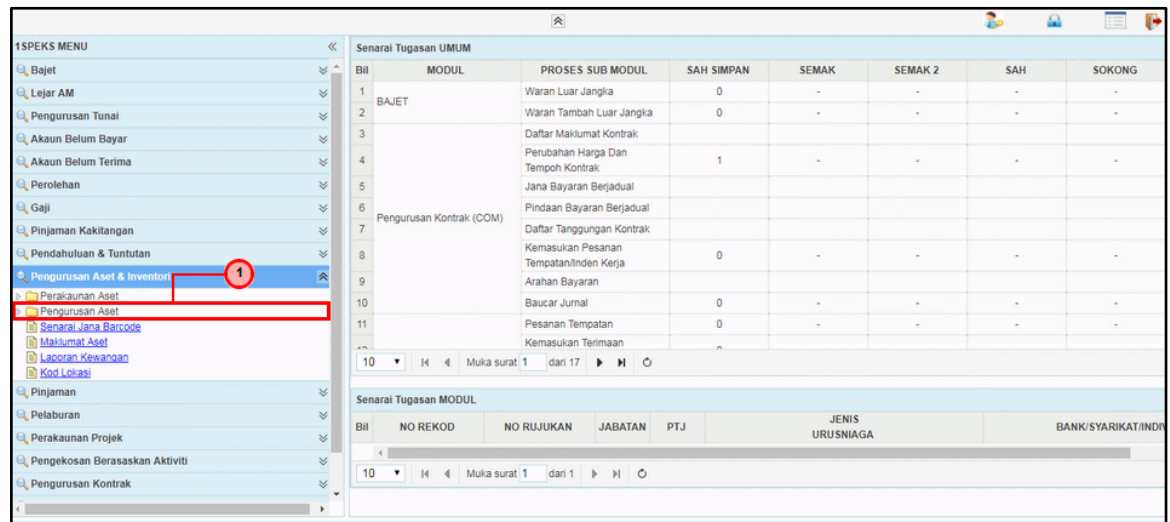 1SPEKS MENU
Bajet
Lejar AM
Pengurusan Tunai
Akaun Belum Bayar
Akaun Belum Terima
Perolehan
Gaji
Pinjaman Kakitangan
Pendahuluan & Tuntutan
Pengurusan Aset & Inventori
1
Perakaunan Aset
Pengurusan Aset
Senarai Jana Barcode
Maklumat Aset
Laporan Kewangan
Kod Lokasi
Pinjaman
Pelaburan
Perakaunan Projek
Pengekosan Berasaskan Aktiviti
Pengurusan Kontrak
Senarai Tugasan UMUM
Bil MODUL PROSES SUB MODUL SAH SIMPAN SEMAK SEMAK 2 SAH SOKONG
1 BAJET Waran Luar Jangka 0 - - - -
2 Waran Tambah Luar Jangka 0 - - - -
3 Daftar Maklumat Kontrak
4 Perubahan Harga Dan
Tempoh Kontrak 1 - - - -
5 Jana Bayaran Berjadual
6 Pengurusan Kontrak (COM) Pindaan Bayaran Berjadual
7 Daftar Tanggungan Kontrak
8 Kemasukan Pesanan
Tempatan/Inden Kerja 0 - - - -
9 Arahan Bayaran
10 Baucar Jurnal 0 - - - -
11 Pesanan Tempatan 0 - - - -
Kemasukan Terimaan
10 Muka surat 1 dari 17
Senarai Tugasan MODUL
Bil NO REKOD NO RUJUKAN JABATAN PTJ JENIS
URUSNIAGA BANK/SYARIKAT/INDIV
10 Muka surat 1 dari 1